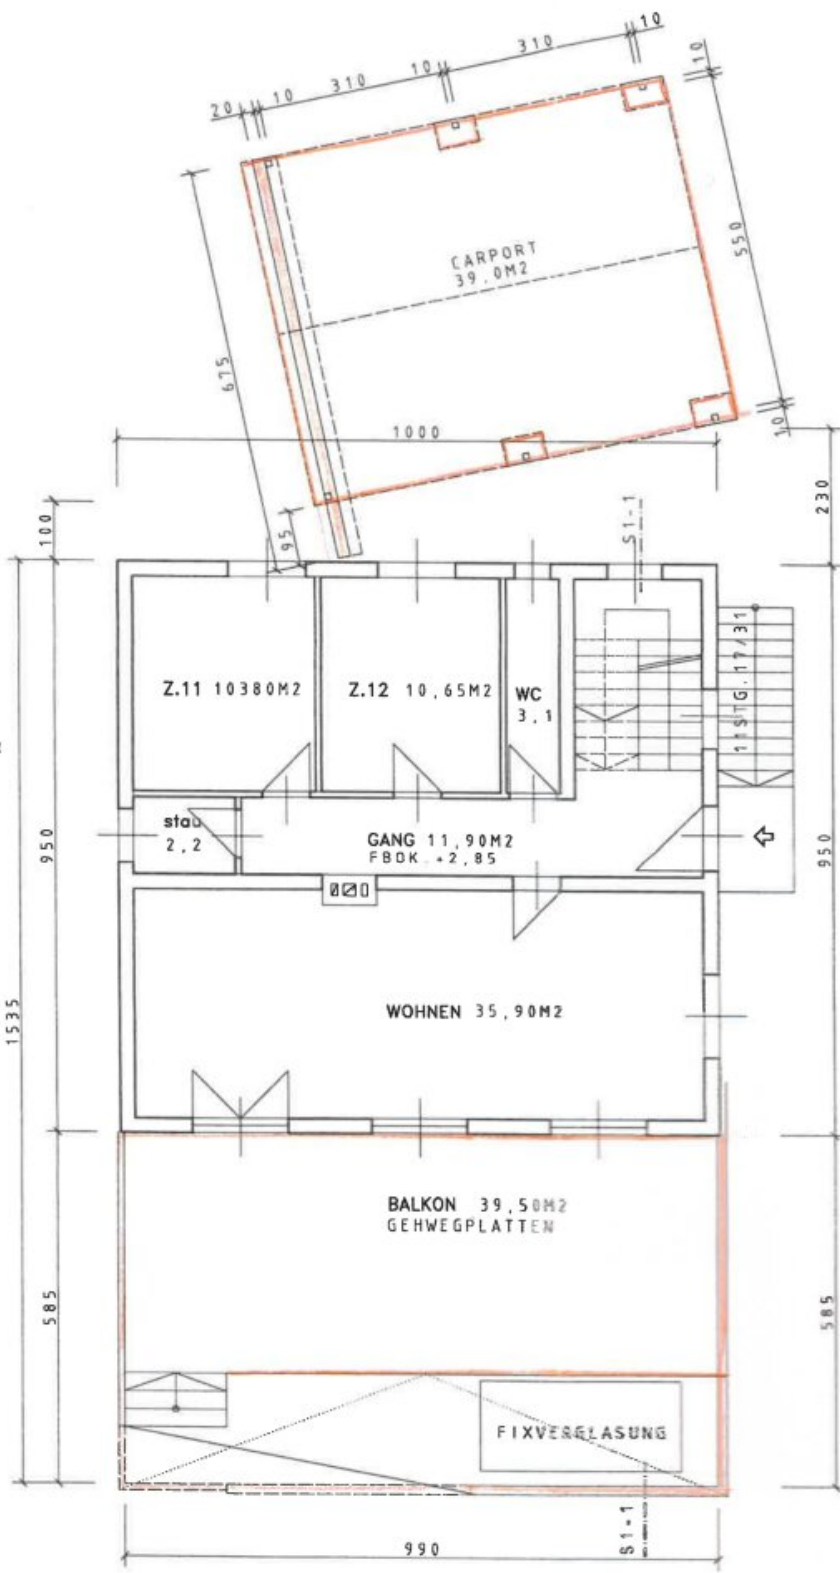 10
310
10
310
10
20
10
CARPORT
39.0M2
550
675
10
1000
230
100
95
S1-1
11STG.17/31
Z.11 10380M2
Z.12 10,65M2
WC
3,1
stau
2,2
GANG 11,90M2
FBOK.+2,85
950
950
WOHNEN 35,90M2
1535
BALKON 39,50M2
GEHWEGPLATTEN
585
585
FIXVERGLASUNG
S1-1
990